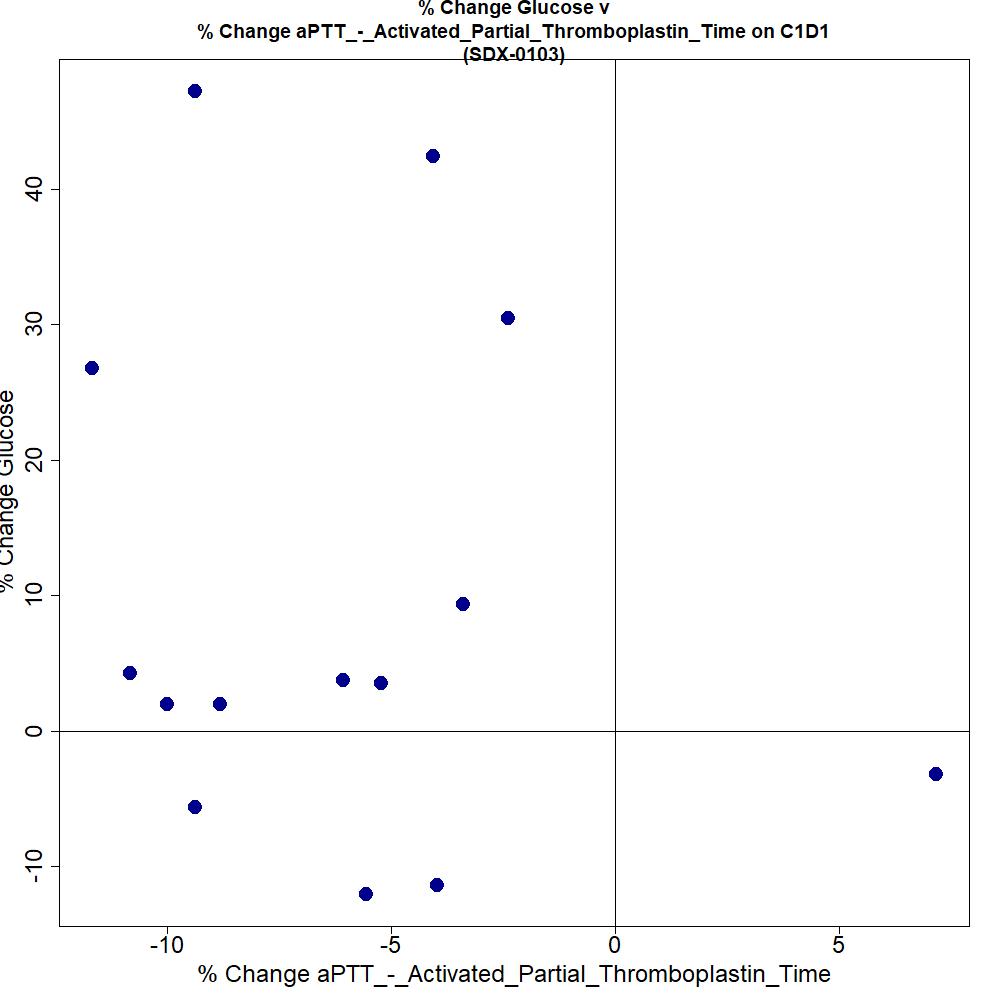 % Change Glucose v
% Change aPTT_-_Activated_Partial_Thromboplastin_Time on C1D1
(SDX-0103)
% Change Glucose
40
30
20
10
0
-10
-10
-5
0
5
% Change aPTT_-_Activated_Partial_Thromboplastin_Time